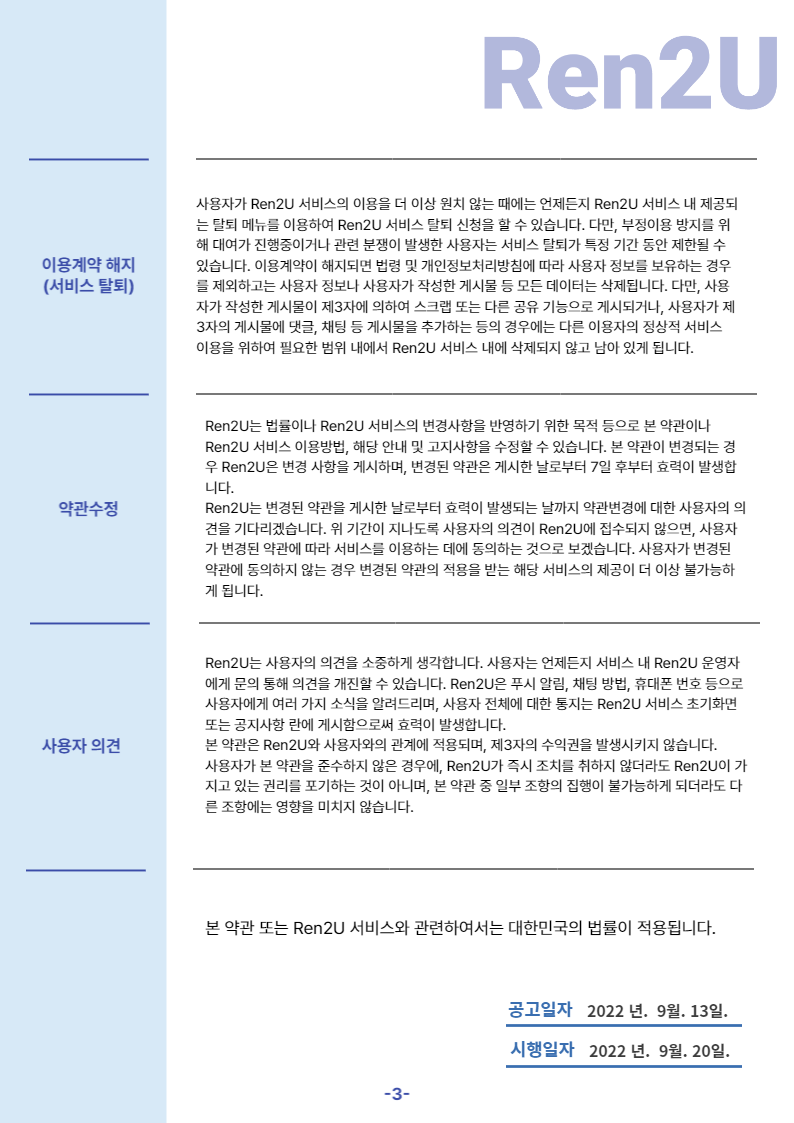 Ren2U
이용계약 해지
(서비스 탈퇴)
사용자가 Ren2U 서비스의 이용을 더 이상 원치 않는 때에는 언제든지 Ren2U 서비스 내 제공되
는 탈퇴 메뉴를 이용하여 Ren2U 서비스 탈퇴 신청을 할 수 있습니다. 다만, 부정이용 방지를 위
해 대여가 진행중이거나 관련 분쟁이 발생한 사용자는 서비스 탈퇴가 특정 기간 동안 제한될 수
있습니다. 이용계약이 해지되면 법령 및 개인정보처리방침에 따라 사용자 정보를 보유하는 경우
를 제외하고는 사용자 정보나 사용자가 작성한 게시물 등 모든 데이터는 삭제됩니다. 다만, 사용
자가 작성한 게시물이 제3자에 의하여 스크랩 또는 다른 공유 기능으로 게시되거나, 사용자가 제
3자의 게시물에 댓글, 채팅 등 게시물을 추가하는 등의 경우에는 다른 이용자의 정상적 서비스
이용을 위하여 필요한 범위 내에서 Ren2U 서비스 내에 삭제되지 않고 남아 있게 됩니다.
약관수정
Ren2U는 법률이나 Ren2U 서비스의 변경사항을 반영하기 위한 목적 등으로 본 약관이나
Ren2U 서비스 이용방법, 해당 안내 및 고지사항을 수정할 수 있습니다. 본 약관이 변경되는 경
우 Ren2U은 변경 사항을 게시하며, 변경된 약관은 게시한 날로부터 7일 후부터 효력이 발생합
니다.
Ren2U는 변경된 약관을 게시한 날로부터 효력이 발생되는 날까지 약관변경에 대한 사용자의 의
견을 기다리겠습니다. 위 기간이 지나도록 사용자의 의견이 Ren2U에 접수되지 않으면, 사용자
가 변경된 약관에 따라 서비스를 이용하는 데에 동의하는 것으로 보겠습니다. 사용자가 변경된
약관에 동의하지 않는 경우 변경된 약관의 적용을 받는 해당 서비스의 제공이 더 이상 불가능하
게 됩니다.
사용자 의견
Ren2U는 사용자의 의견을 소중하게 생각합니다. 사용자는 언제든지 서비스 내 Ren2U 운영자
에게 문의 통해 의견을 개진할 수 있습니다. Ren2U은 푸시 알림, 채팅 방법, 휴대폰 번호 등으로
사용자에게 여러 가지 소식을 알려드리며, 사용자 전체에 대한 통지는 Ren2U 서비스 초기화면
또는 공지사항 란에 게시함으로써 효력이 발생합니다.
본 약관은 Ren2U와 사용자와의 관계에 적용되며, 제3자의 수익권을 발생시키지 않습니다.
사용자가 본 약관을 준수하지 않은 경우에, Ren2U가 즉시 조치를 취하지 않더라도 Ren2U이 가
지고 있는 권리를 포기하는 것이 아니며, 본 약관 중 일부 조항의 집행이 불가능하게 되더라도 다
른 조항에는 영향을 미치지 않습니다.
본 약관 또는 Ren2U 서비스와 관련하여서는 대한민국의 법률이 적용됩니다.
공고일자 2022 년. 9월. 13일.
시행일자 2022 년. 9월. 20일.
-3-